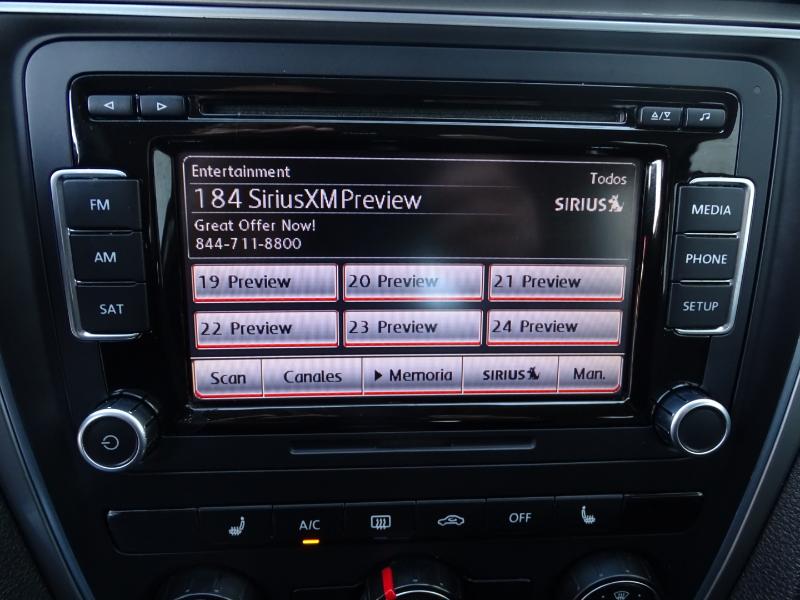 Entertainment
Todos
184 SiriusXMPreview
SIRIUS
Great Offer Now!
844-711-8800
FM
AM
SAT
MEDIA
PHONE
SETUP
19 Preview 20 Preview 21 Preview
22 Preview 23 Preview 24 Preview
Scan Canales Memoria SIRIUS Man.
A/C OFF